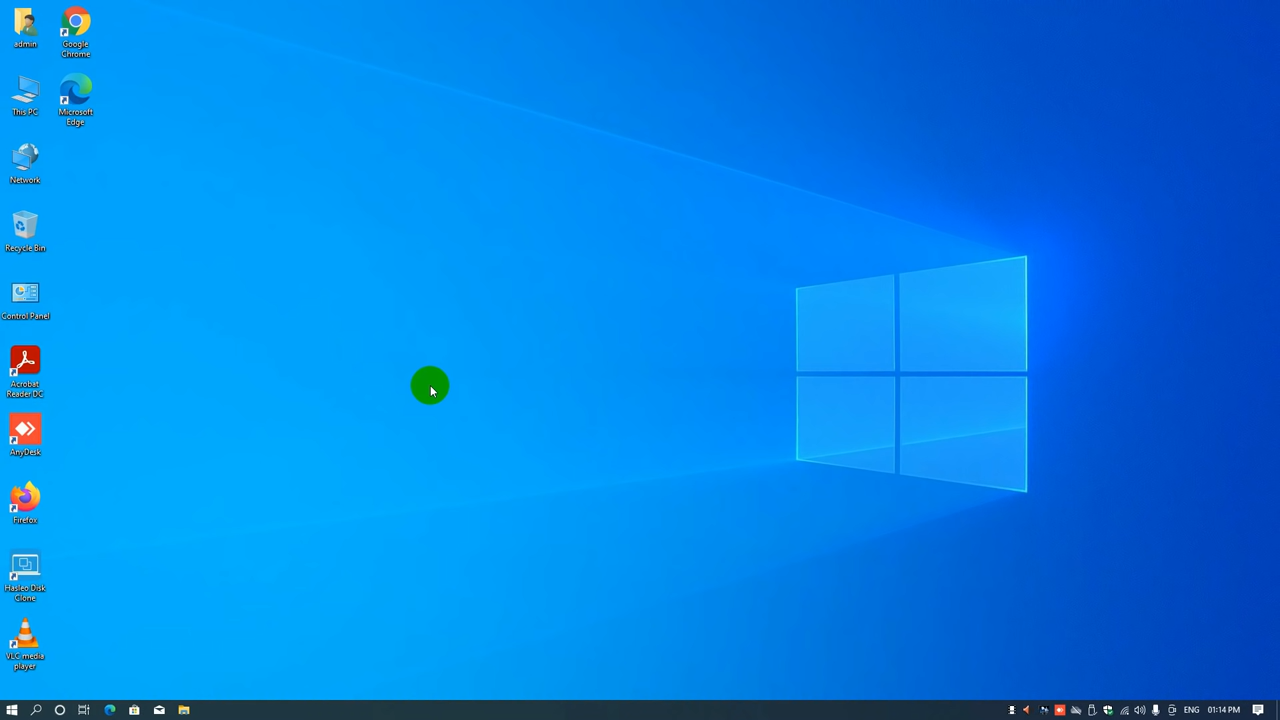 admin
Google
Chrome
This PC
Microsoft
Edge
Network
Recycle Bin
Control Panel
Acrobat
Reader DC
AnyDesk
Firefox
Hasleo Disk
Clone
VLC media
player
ENG
01:14 PM